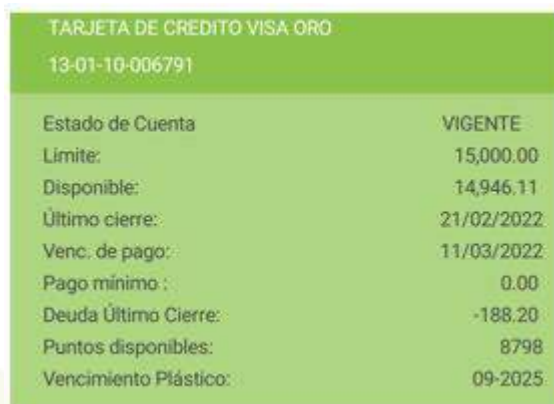 TARJETA DE CREDITO VISA ORO
13-01-10-006791
Estado de Cuenta VIGENTE
Limite: 15,000.00
Disponible: 14,946.11
Último cierre: 21/02/2022
Venc. de pago: 11/03/2022
Pago mínimo : 0.00
Deuda Último Cierre: -188.20
Puntos disponibles: 8798
Vencimiento Plástico: 09-2025